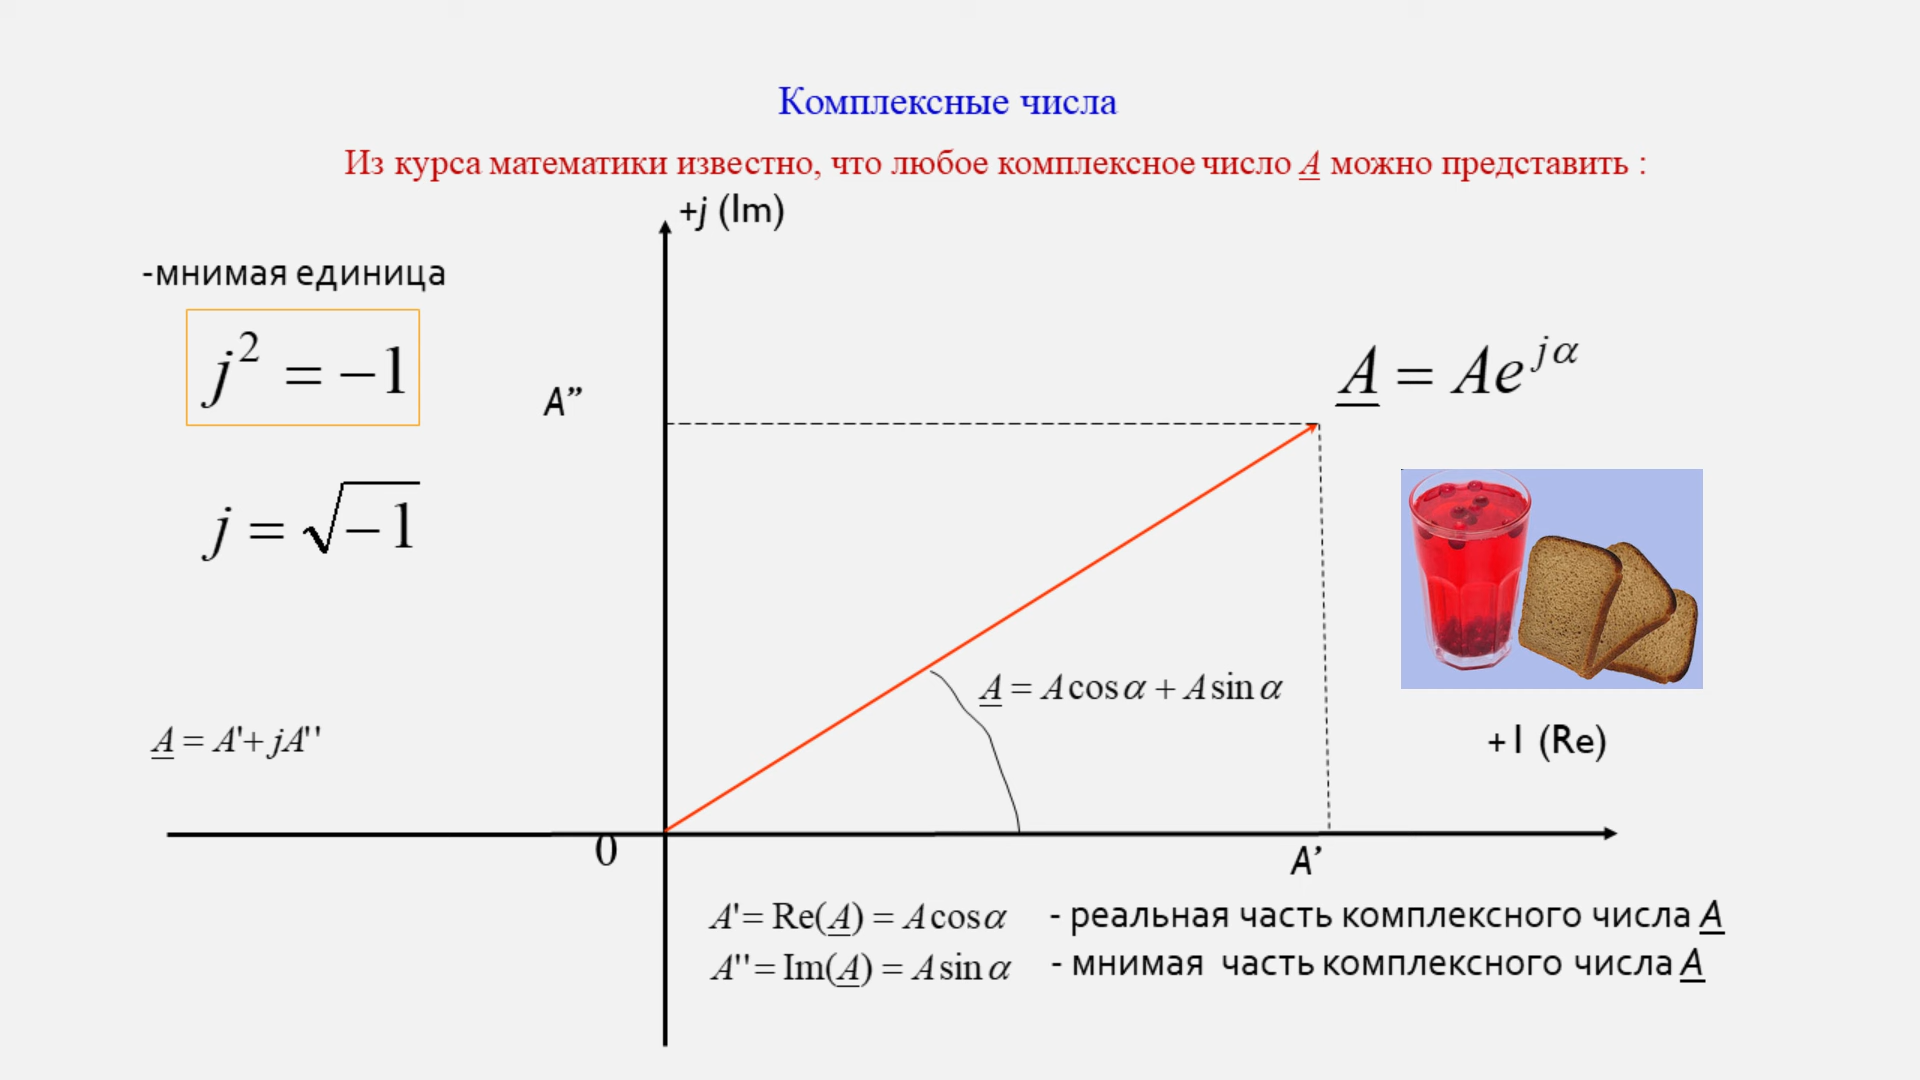 Комплексные числа
Из курса математики известно, что любое комплексное число A можно представить :
+j (Im)
-мнимая единица
j² = −1
A = Ae^{jα}
A”
j = √−1
A = A cos α + A sin α
A = A'+ jA''
+1 (Re)
0
A’
A'= Re(A) = A cos α - реальная часть комплексного числа A
A''= Im(A) = A sin α - мнимая часть комплексного числа A